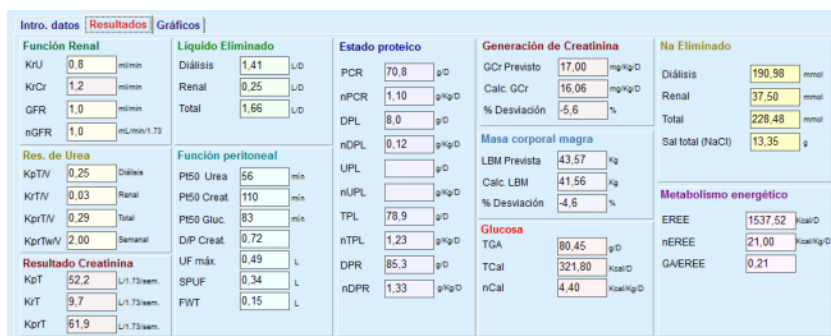 Intro. datos Resultados Gráficos
Función Renal
KrU 0,8 ml/min
KrCr 1,2 ml/min
GFR 1,0 ml/min
nGFR 1,0 mL/min/1.73
Res. de Urea
KpT/V 0,25 Diálisis
KrT/V 0,03 Renal
KprT/V 0,29 Total
KprTw/V 2,00 Semanal
Resultado Creatinina
KpT 52,2 L/1.73/sem.
KrT 9,7 L/1.73/sem.
KprT 61,9 L/1.73/sem.
Líquido Eliminado
Diálisis 1,41 L/D
Renal 0,25 L/D
Total 1,66 L/D
Función peritoneal
Pt50 Urea 56 min
Pt50 Creat. 110 min
Pt50 Gluc. 83 min
D/P Creat. 0,72
UF máx. 0,49 L
SPUF 0,34 L
FWT 0,15 L
Estado proteico
PCR 70,8 g/D
nPCR 1,10 g/Kg/D
DPL 8,0 g/D
nDPL 0,12 g/Kg/D
UPL g/D
nUPL g/Kg/D
TPL 78,9 g/D
nTPL 1,23 g/Kg/D
DPR 85,3 g/D
nDPR 1,33 g/Kg/D
Generación de Creatinina
GCr Previsto 17,00 mg/Kg/D
Calc. GCr 16,06 mg/Kg/D
% Desviación -5,6 %
Masa corporal magra
LBM Prevista 43,57 Kg
Calc. LBM 41,56 Kg
% Desviación -4,6 %
Glucosa
TGA 80,45 g/D
TCal 321,80 Kcal/D
nCal 4,40 Kcal/Kg/D
Na Eliminado
Diálisis 190,98 mmol
Renal 37,50 mmol
Total 228,48 mmol
Sal total (NaCl) 13,35 g
Metabolismo energético
EREE 1537,52 Kcal/D
nEREE 21,00 Kcal/Kg/D
GA/EREE 0,21